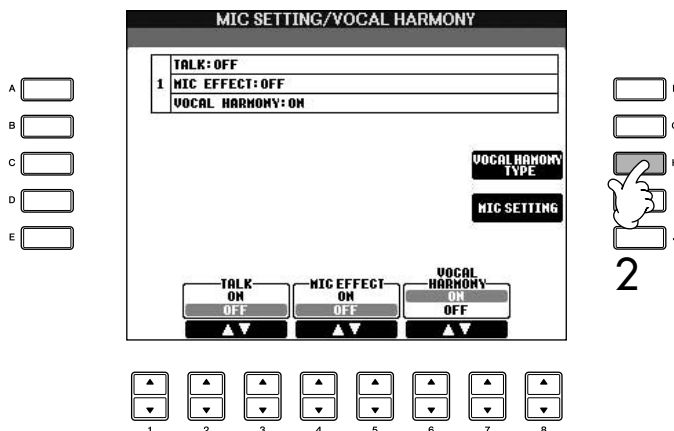 MIC SETTING/VOCAL HARMONY
TALK:OFF
1 MIC EFFECT:OFF
VOCAL HARMONY:ON
A
B
C
D
E
VOCAL HAMONY
TYPE
MIC SETTING
2
TALK
ON
OFF
MIC EFFECT
ON
OFF
VOCAL
HARMONY
ON
OFF
1 2 3 4 5 6 7 8